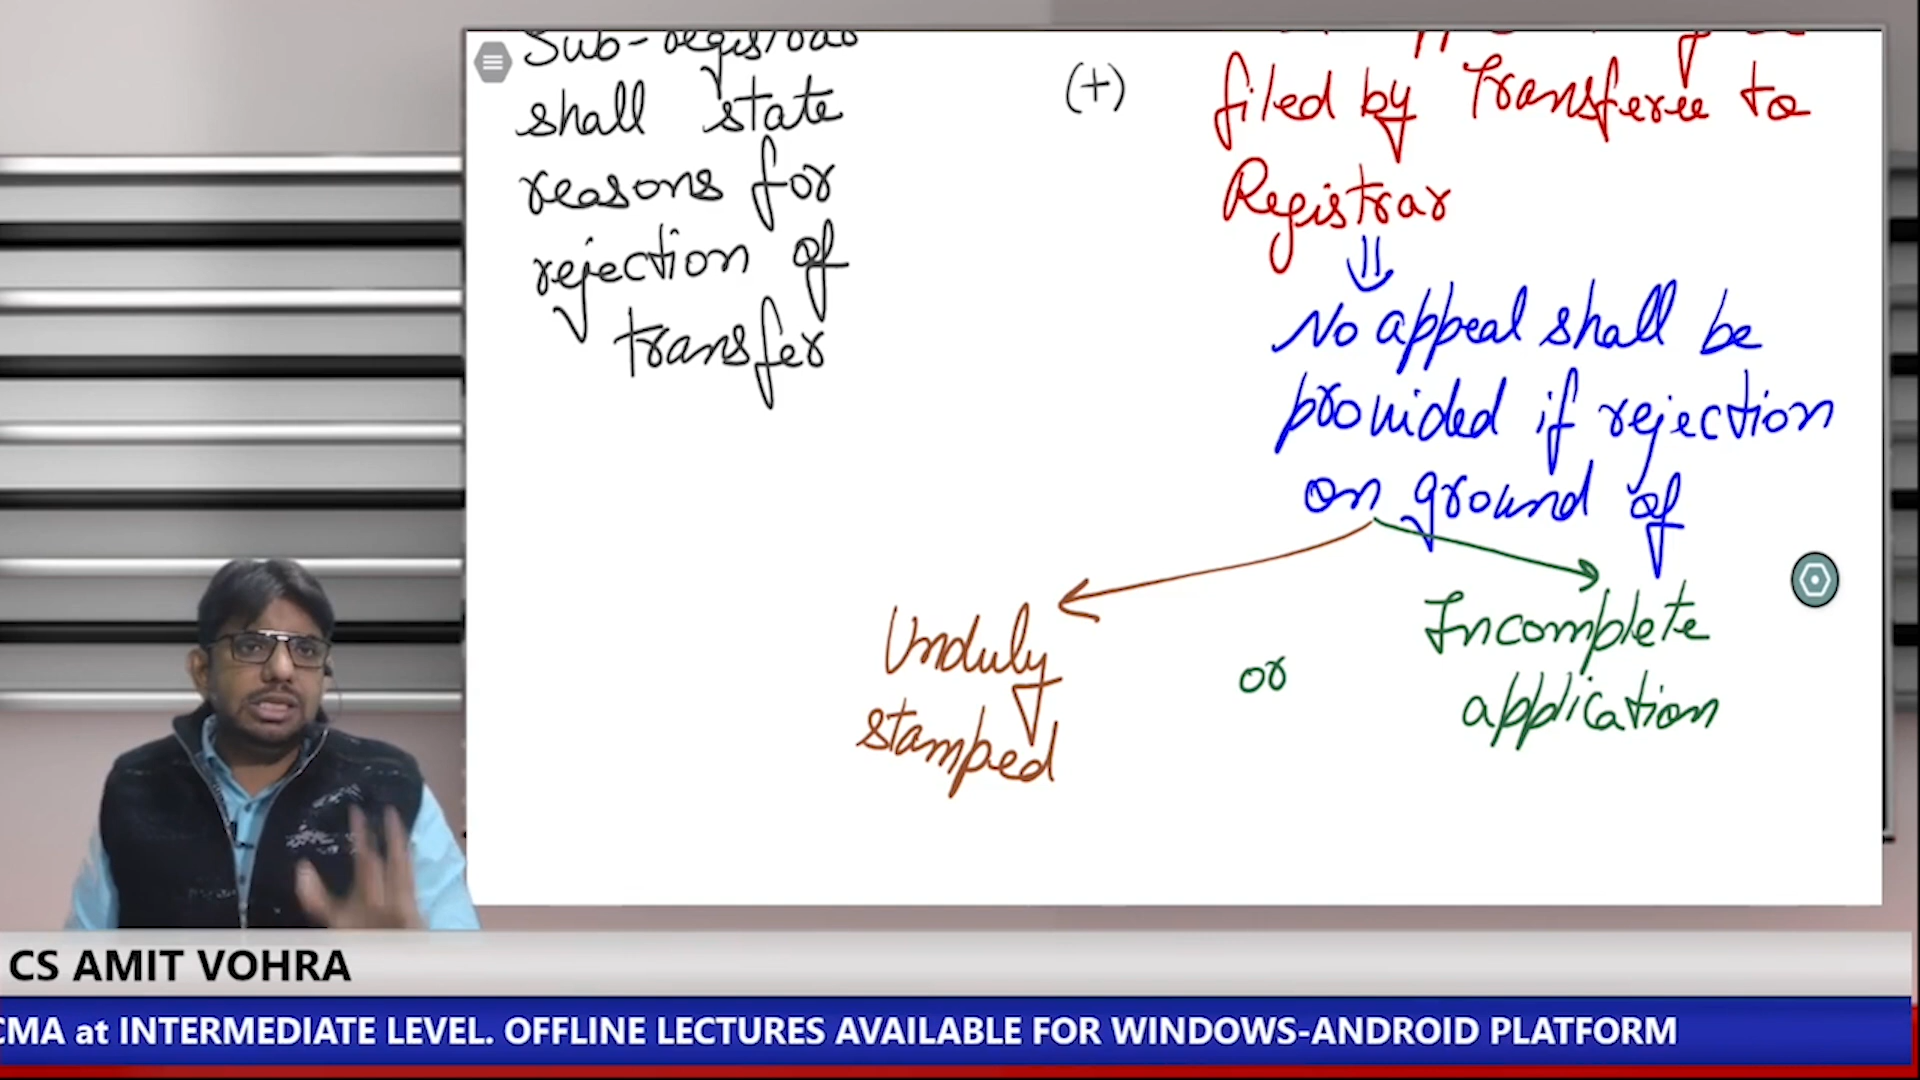 Sub-registrar
shall state
reasons for
rejection of
transfer
(+)
filed by Transferee to
Registrar
No appeal shall be
provided if rejection
on ground of
Unduly
stamped
or
Incomplete
application
CS AMIT VOHRA
CMA at INTERMEDIATE LEVEL. OFFLINE LECTURES AVAILABLE FOR WINDOWS-ANDROID PLATFORM